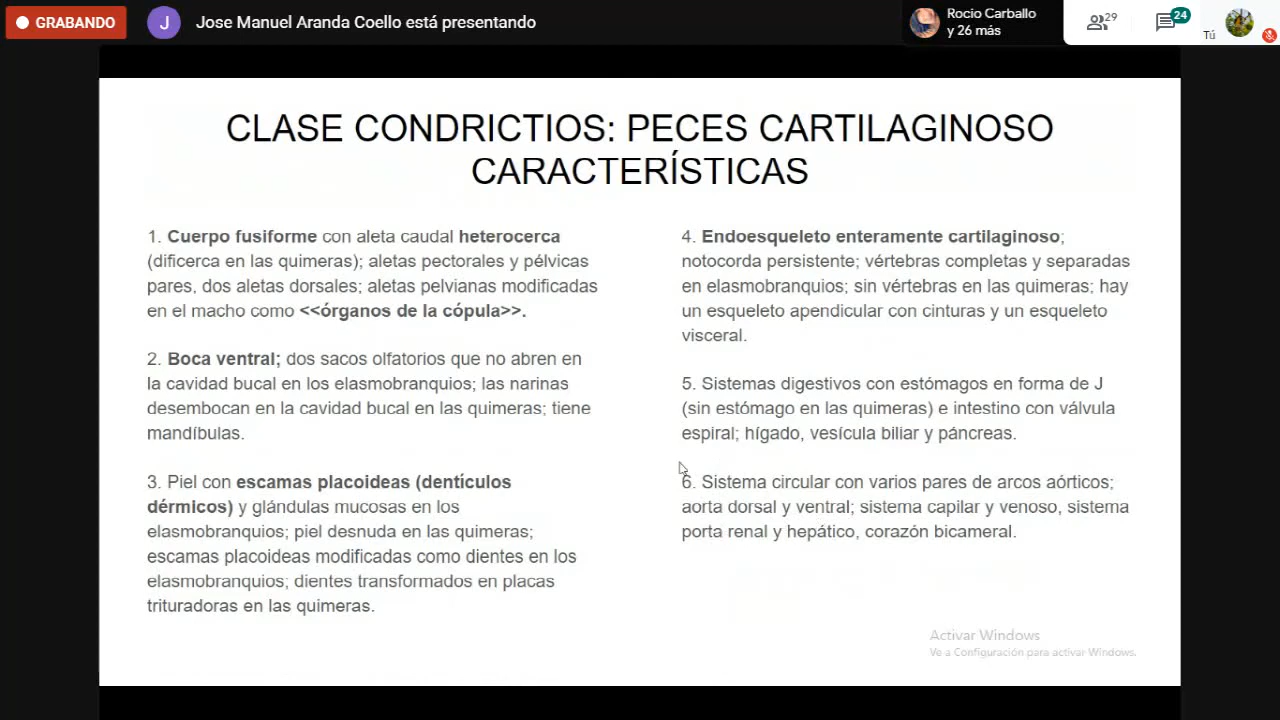 GRABANDO
J
Jose Manuel Aranda Coello está presentando
Rocio Carballo
y 26 más
29
24
Tú
CLASE CONDRICTIOS: PECES CARTILAGINOSO
CARACTERÍSTICAS
1. Cuerpo fusiforme con aleta caudal heterocerca
(dificerca en las quimeras); aletas pectorales y pélvicas
pares, dos aletas dorsales; aletas pelvianas modificadas
en el macho como <<órganos de la cópula>>.
2. Boca ventral; dos sacos olfatorios que no abren en
la cavidad bucal en los elasmobranquios; las narinas
desembocan en la cavidad bucal en las quimeras; tiene
mandíbulas.
3. Piel con escamas placoideas (dentículos
dérmicos) y glándulas mucosas en los
elasmobranquios; piel desnuda en las quimeras;
escamas placoideas modificadas como dientes en los
elasmobranquios; dientes transformados en placas
trituradoras en las quimeras.
4. Endoesqueleto enteramente cartilaginoso;
notocorda persistente; vértebras completas y separadas
en elasmobranquios; sin vértebras en las quimeras; hay
un esqueleto apendicular con cinturas y un esqueleto
visceral.
5. Sistemas digestivos con estómagos en forma de J
(sin estómago en las quimeras) e intestino con válvula
espiral; hígado, vesícula biliar y páncreas.
6. Sistema circular con varios pares de arcos aórticos;
aorta dorsal y ventral; sistema capilar y venoso, sistema
porta renal y hepático, corazón bicameral.
Activar Windows
Ve a Configuración para activar Windows.